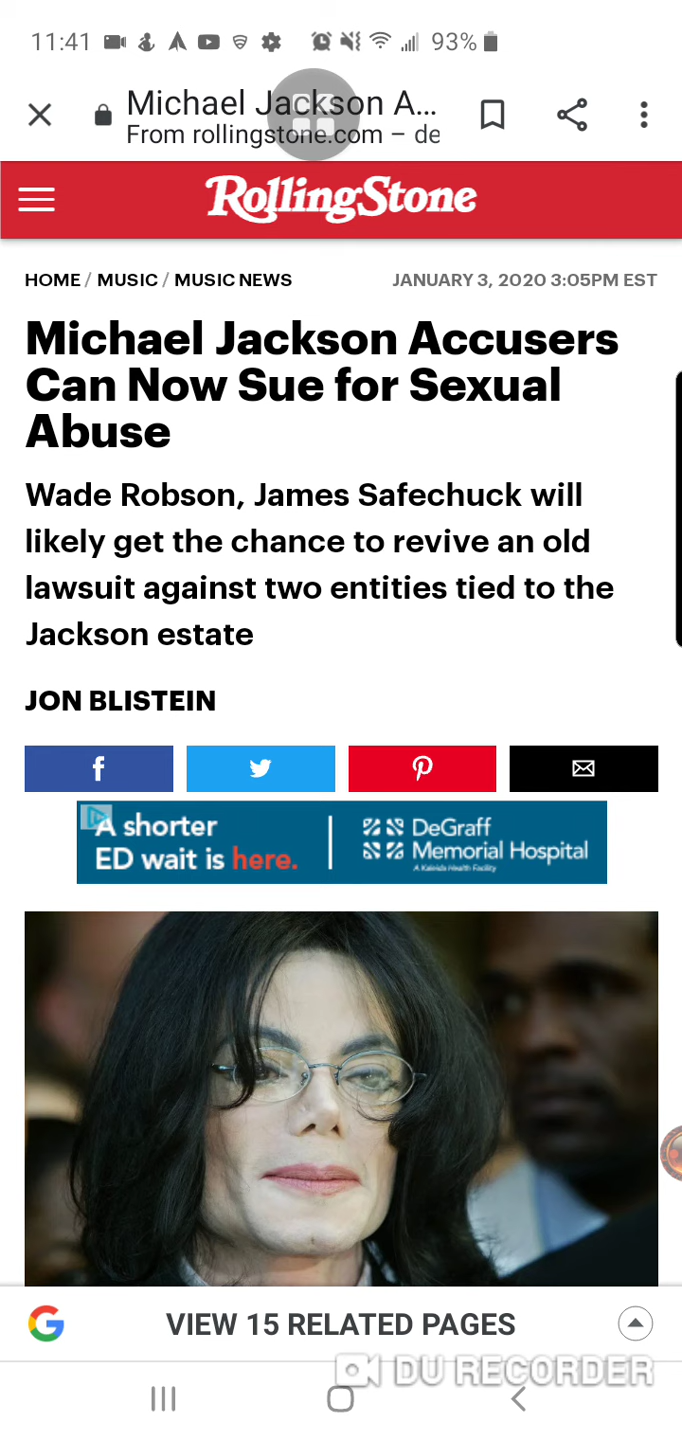 11:41 93%
Michael Jackson A...
From rollingstone.com – de
RollingStone
HOME / MUSIC / MUSIC NEWS JANUARY 3, 2020 3:05PM EST
Michael Jackson Accusers
Can Now Sue for Sexual
Abuse
Wade Robson, James Safechuck will
likely get the chance to revive an old
lawsuit against two entities tied to the
Jackson estate
JON BLISTEIN
A shorter
ED wait is here.
DeGraff
Memorial Hospital
A Kaleida Health Facility
VIEW 15 RELATED PAGES
DU RECORDER